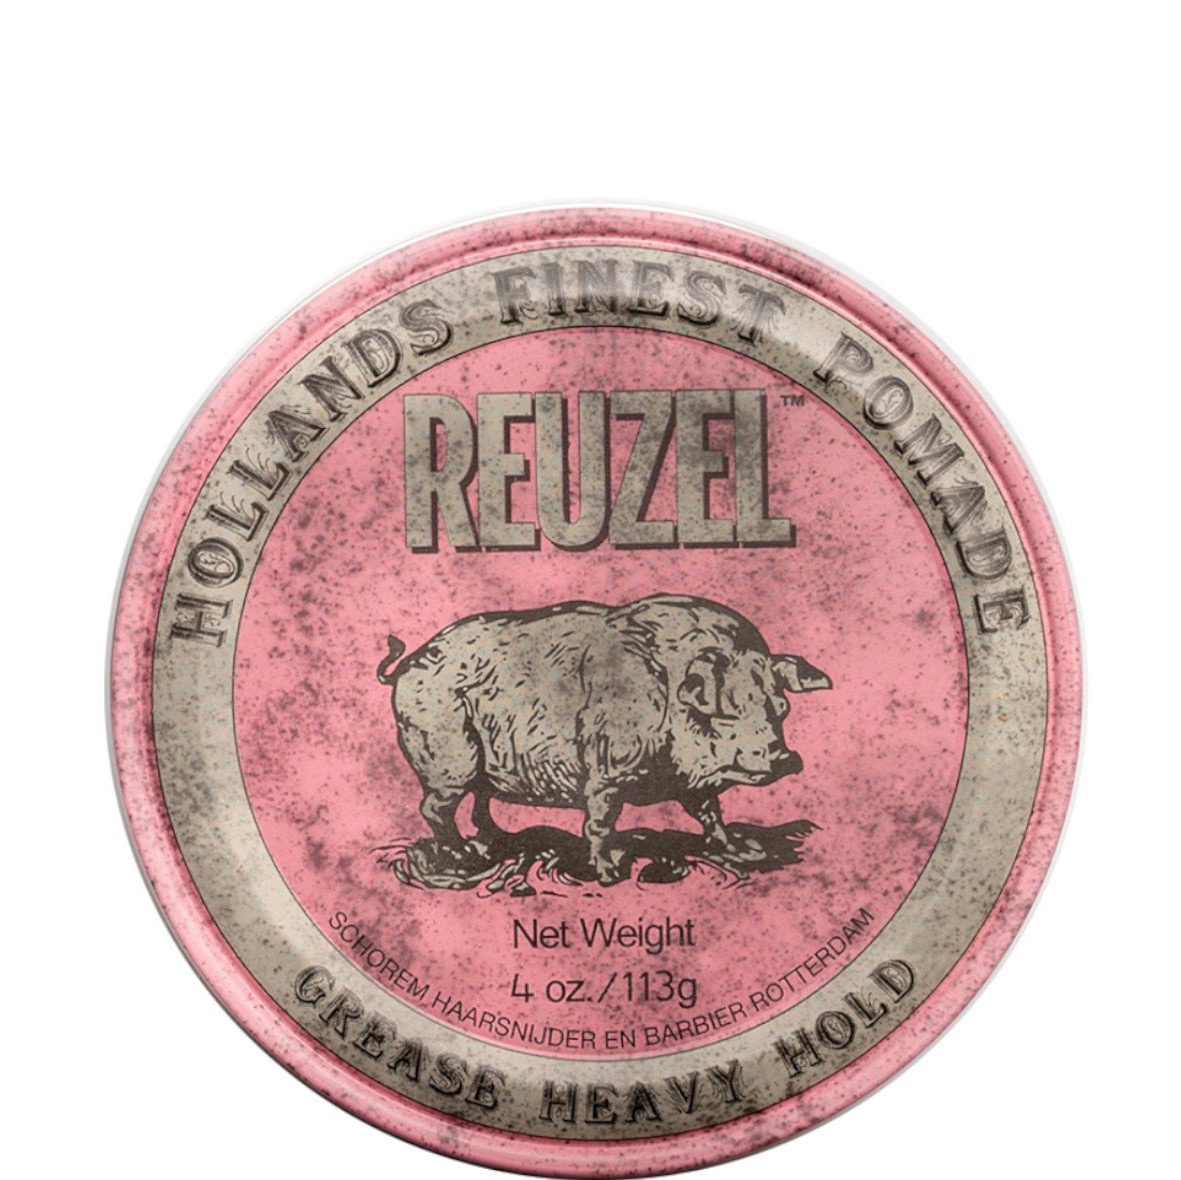 HOLLANDS FINEST POMADE
REUZEL™
Net Weight
4 oz./113g
SCHOREM HAARSNIJDER EN BARBIER ROTTERDAM
GREASE HEAVY HOLD